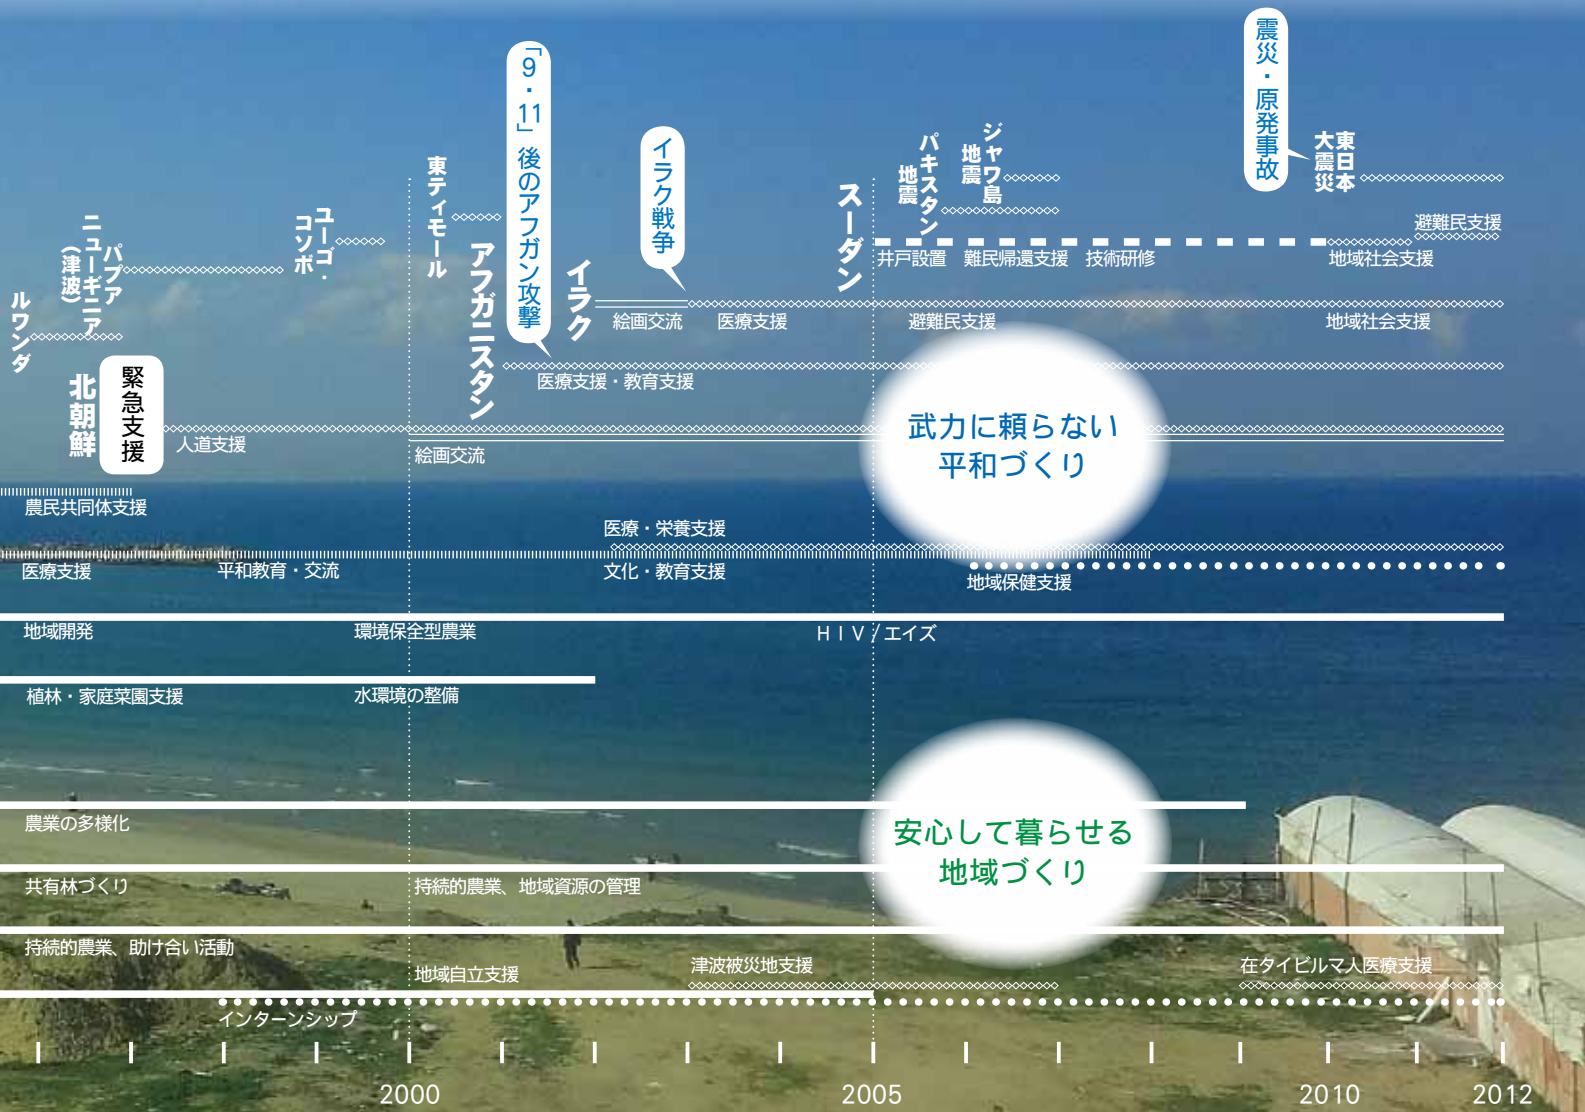 震災・原発事故
東日本
大震災
「9・11」後のアフガン攻撃
イラク戦争
ジャワ島
地震
パキスタン
地震
東ティモール
スーダン
ユーゴ・
コソボ
パプア
ニューギニア
(津波)
ルワンダ
アフガニスタン
イラク
避難民支援
井戸設置
難民帰還支援
技術研修
地域社会支援
絵画交流
医療支援
避難民支援
地域社会支援
北朝鮮
緊急支援
医療支援・教育支援
武力に頼らない
平和づくり
人道支援
絵画交流
農民共同体支援
医療・栄養支援
医療支援
平和教育・交流
文化・教育支援
地域保健支援
地域開発
環境保全型農業
HIV/エイズ
植林・家庭菜園支援
水環境の整備
農業の多様化
安心して暮らせる
地域づくり
共有林づくり
持続的農業、地域資源の管理
持続的農業、助け合い活動
地域自立支援
津波被災地支援
在タイビルマ人医療支援
インターンシップ
2000
2005
2010
2012